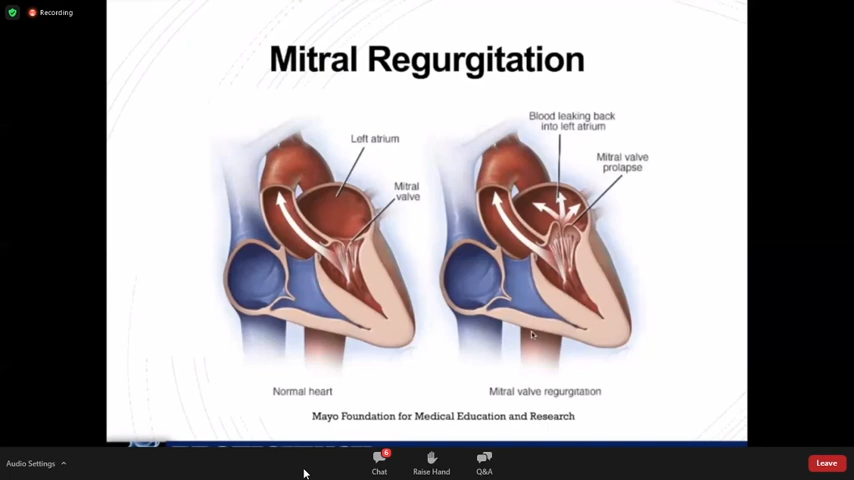 Recording
Mitral Regurgitation
Blood leaking back
into left atrium
Left atrium
Mitral valve
prolapse
Mitral
valve
Normal heart
Mitral valve regurgitation
Mayo Foundation for Medical Education and Research
Audio Settings
6
Chat
Raise Hand
Q&A
Leave